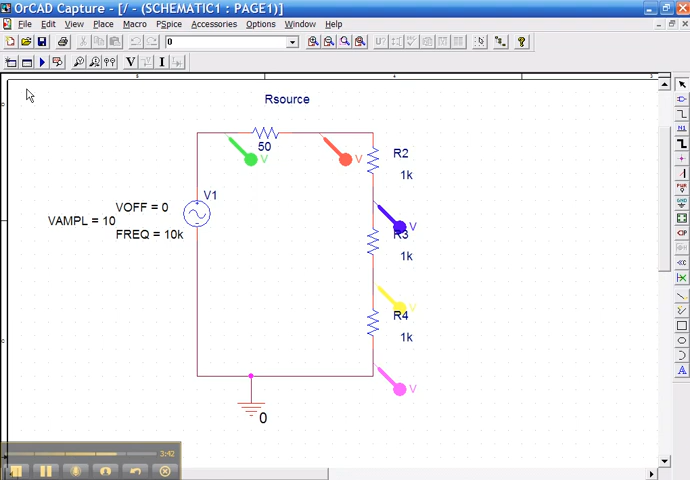 OrCAD Capture - [/ - (SCHEMATIC1 : PAGE1)]
File Edit View Place Macro PSpice Accessories Options Window Help
0
U?
?
V I
Rsource
50
V
V
R2
1k
V1
VOFF = 0
VAMPL = 10
FREQ = 10k
V
R3
1k
V
R4
1k
V
0
3:42